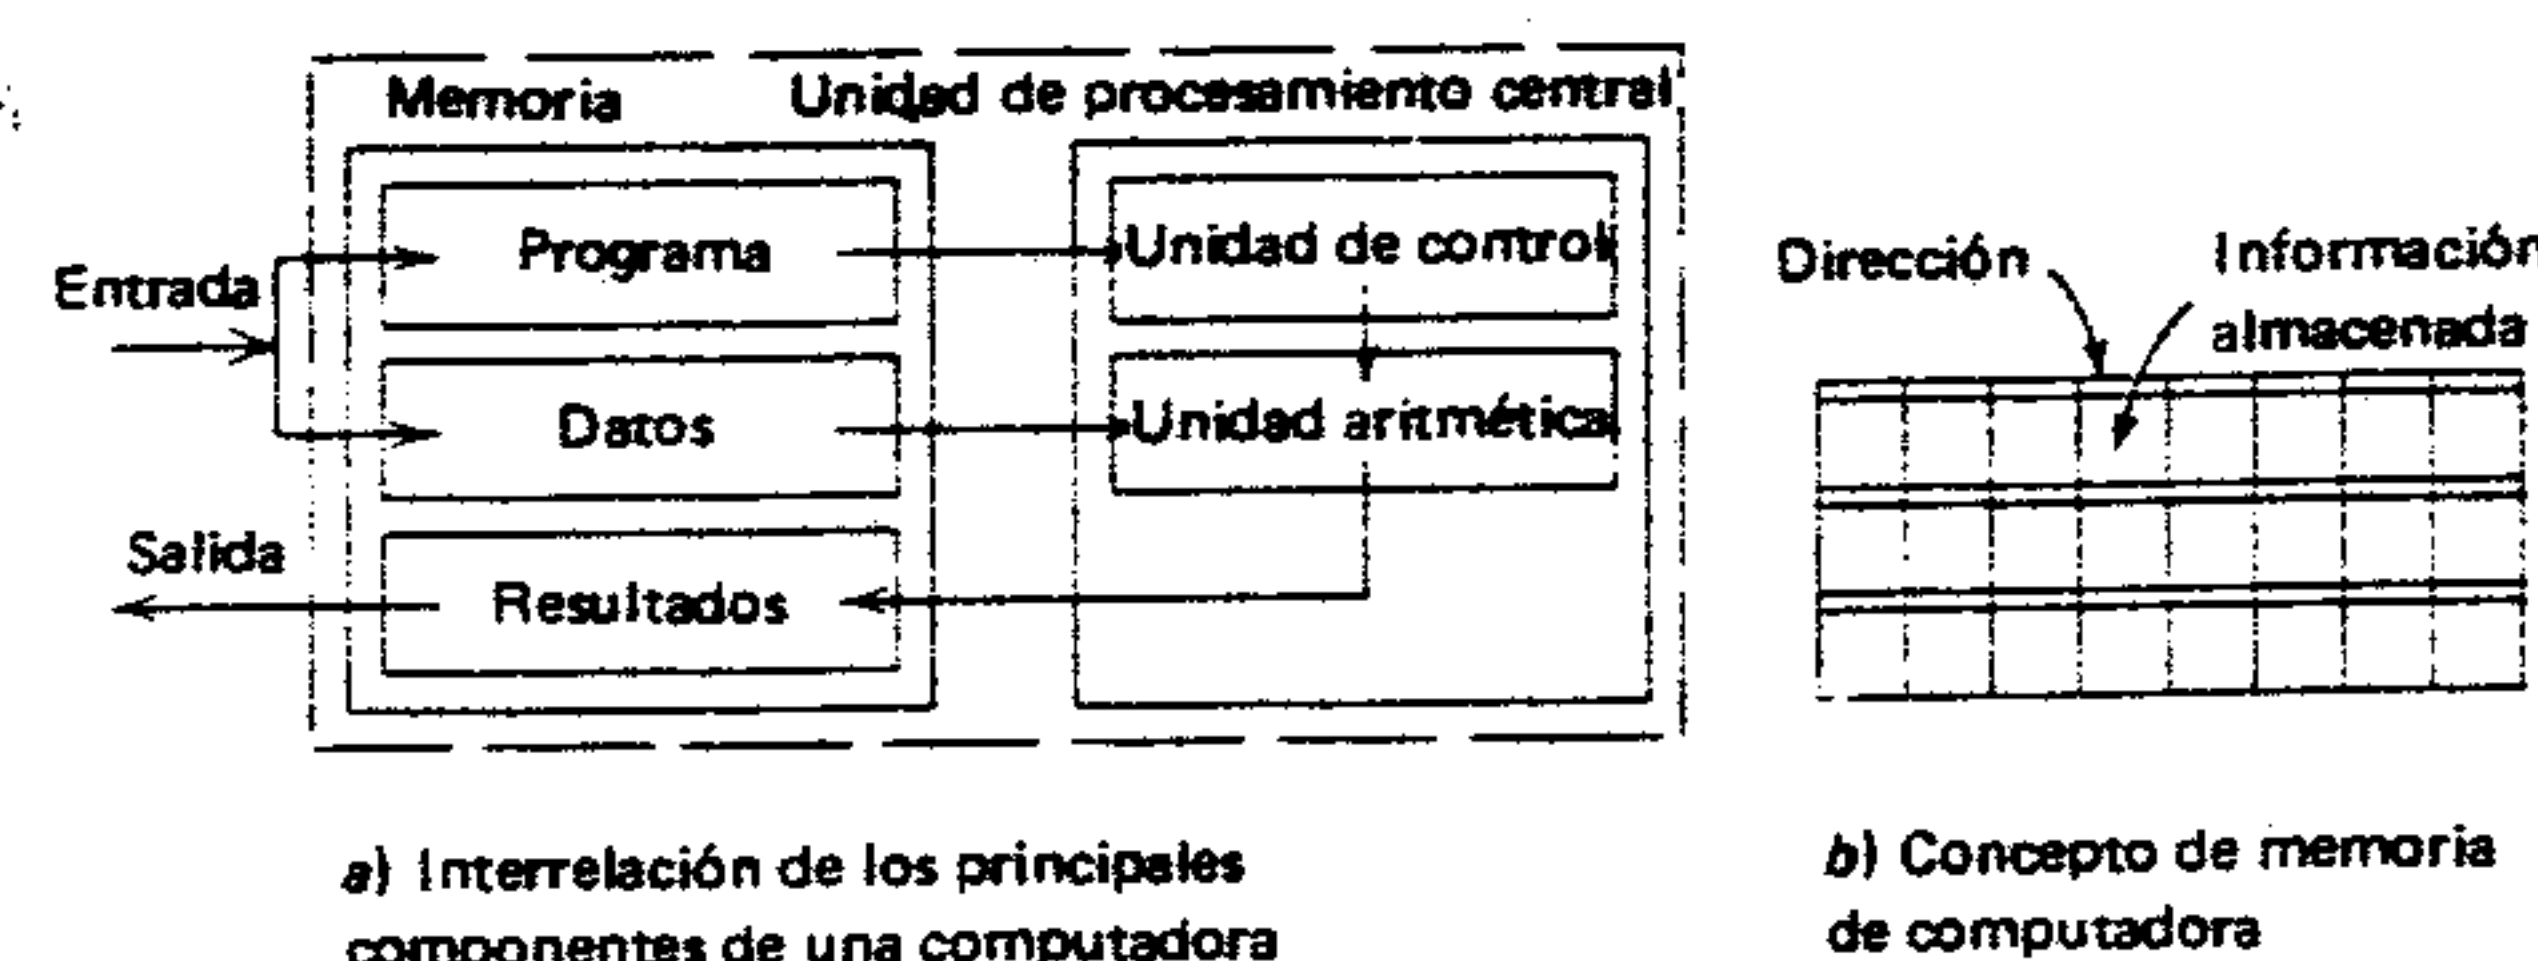 Memoria
Unidad de procesamiento central
Programa
Unidad de control
Entrada
Datos
Unidad aritmética
Salida
Resultados
a) Interrelación de los principales
componentes de una computadora
Dirección
Información
almacenada
b) Concepto de memoria
de computadora